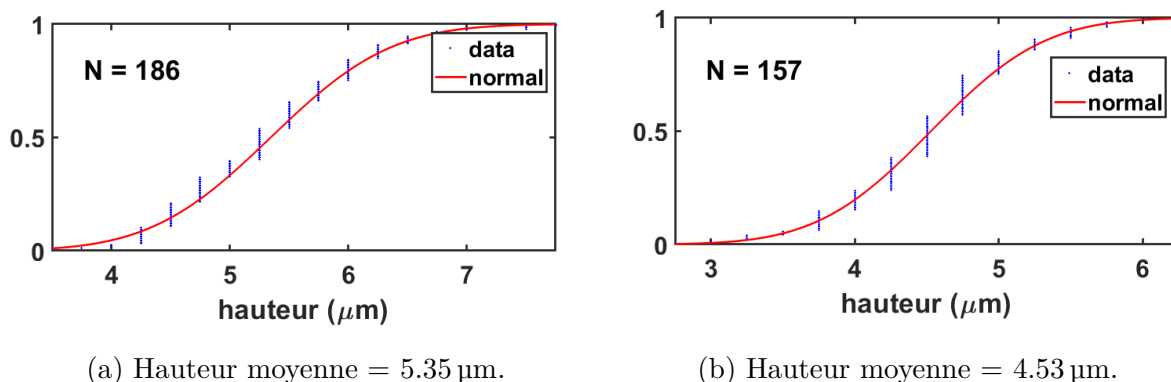 1
N = 186
data
normal
0.5
0
4 5 6 7
hauteur (μm)
(a) Hauteur moyenne = 5.35 μm.
1
N = 157
data
normal
0.5
0
3 4 5 6
hauteur (μm)
(b) Hauteur moyenne = 4.53 μm.